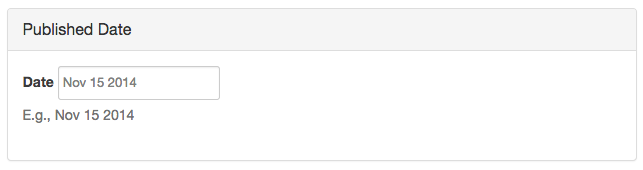 Published Date
Date Nov 15 2014
E.g., Nov 15 2014